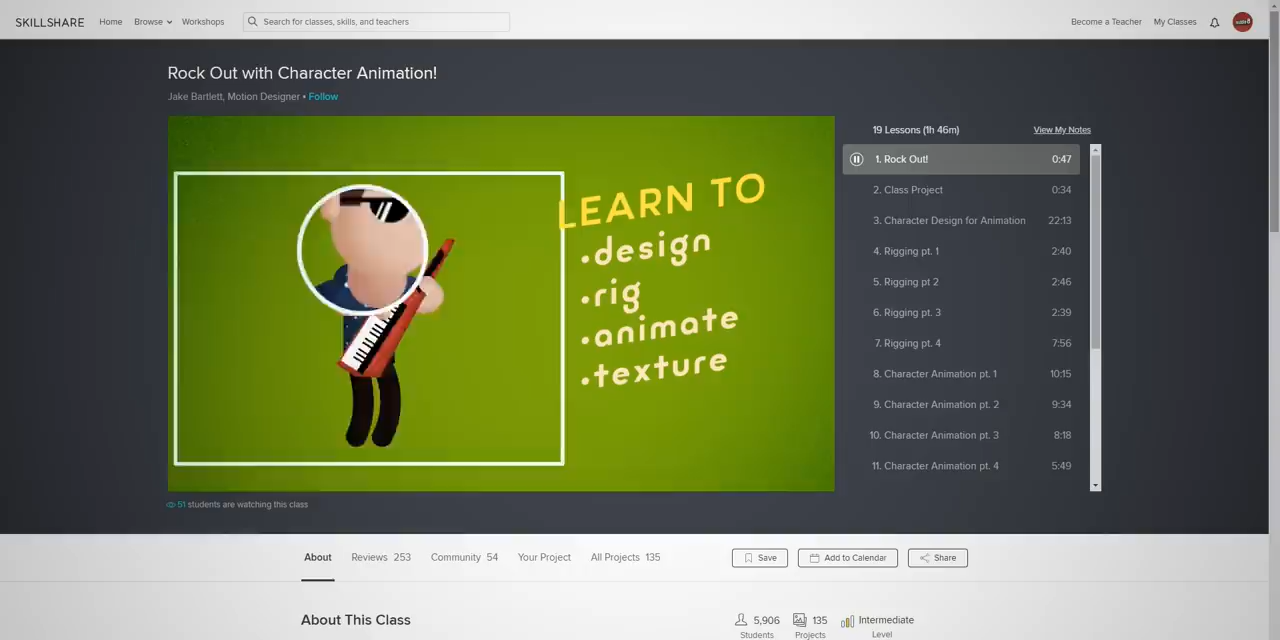 SKILLSHARE Home Browse Workshops Search for classes, skills, and teachers Become a Teacher My Classes
Rock Out with Character Animation!
Jake Bartlett, Motion Designer • Follow
LEARN TO
•design
•rig
•animate
•texture
19 Lessons (1h 46m) View My Notes
1. Rock Out! 0:47
2. Class Project 0:34
3. Character Design for Animation 22:13
4. Rigging pt. 1 2:40
5. Rigging pt 2 2:46
6. Rigging pt. 3 2:39
7. Rigging pt. 4 7:56
8. Character Animation pt. 1 10:15
9. Character Animation pt. 2 9:34
10. Character Animation pt. 3 8:18
11. Character Animation pt. 4 5:49
51 students are watching this class
About Reviews 253 Community 54 Your Project All Projects 135 Save Add to Calendar Share
About This Class 5,906 135 Intermediate
Students Projects Level